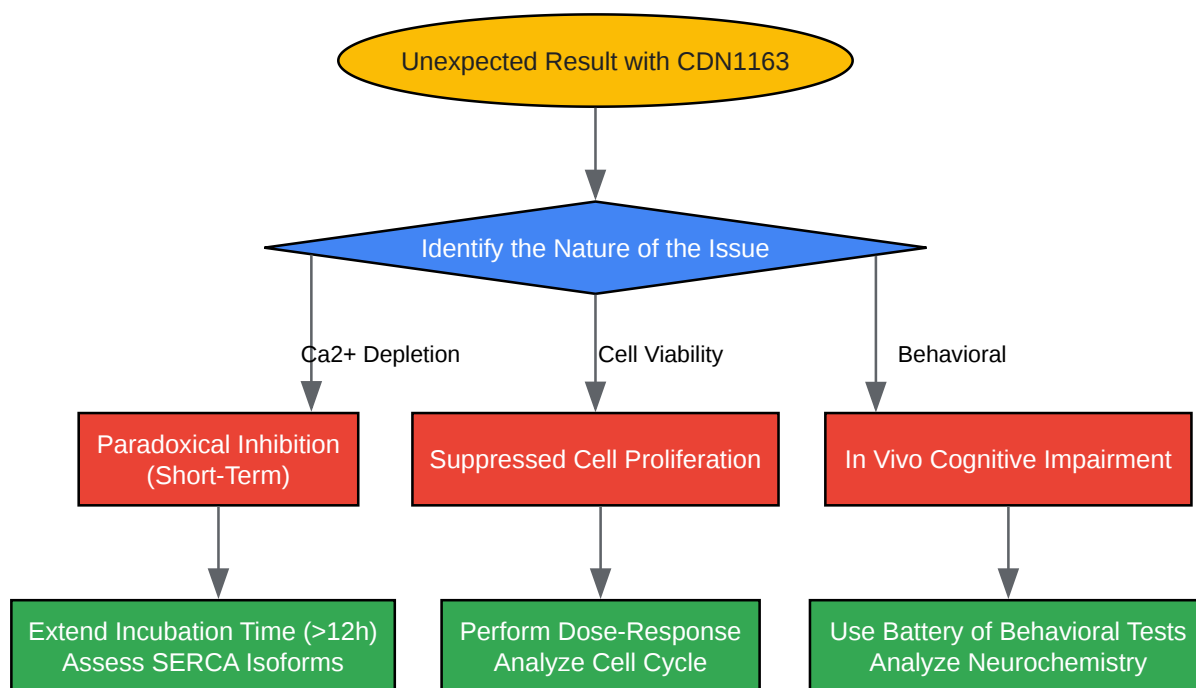 Unexpected Result with CDN1163
Identify the Nature of the Issue
Ca2+ Depletion
Cell Viability
Behavioral
Paradoxical Inhibition
(Short-Term)
Suppressed Cell Proliferation
In Vivo Cognitive Impairment
Extend Incubation Time (>12h)
Assess SERCA Isoforms
Perform Dose-Response
Analyze Cell Cycle
Use Battery of Behavioral Tests
Analyze Neurochemistry